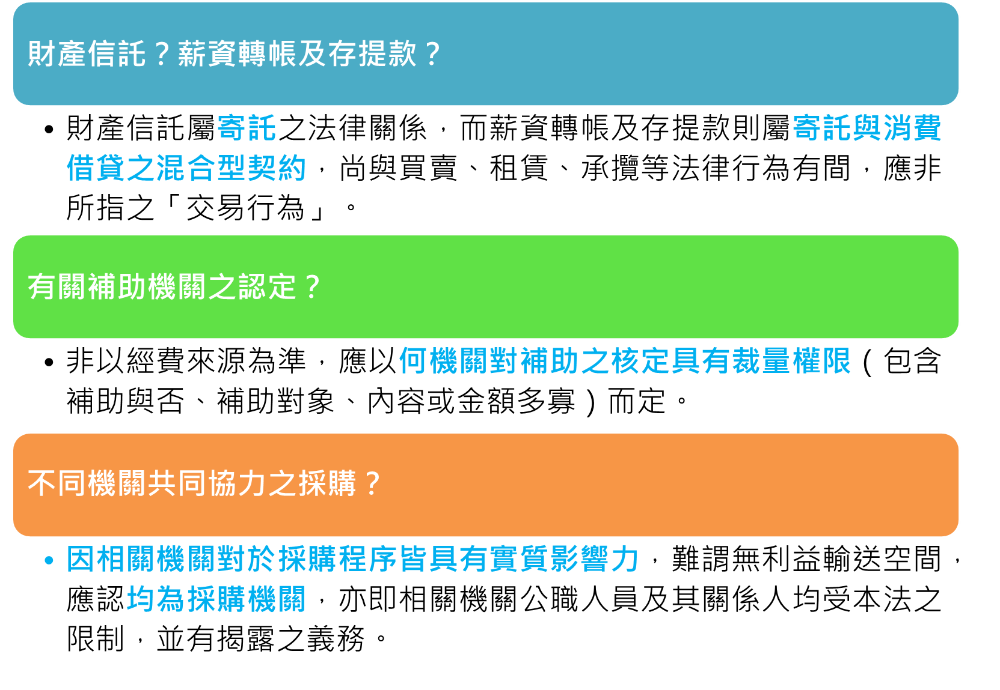 財產信託？薪資轉帳及存提款？
• 財產信託屬寄託之法律關係，而薪資轉帳及存提款則屬寄託與消費
借貸之混合型契約，尚與買賣、租賃、承攬等法律行為有間，應非
所指之「交易行為」。
有關補助機關之認定？
• 非以經費來源為準，應以何機關對補助之核定具有裁量權限（包含
補助與否、補助對象、內容或金額多寡）而定。
不同機關共同協力之採購？
• 因相關機關對於採購程序皆具有實質影響力，難謂無利益輸送空間，
應認均為採購機關，亦即相關機關公職人員及其關係人均受本法之
限制，並有揭露之義務。